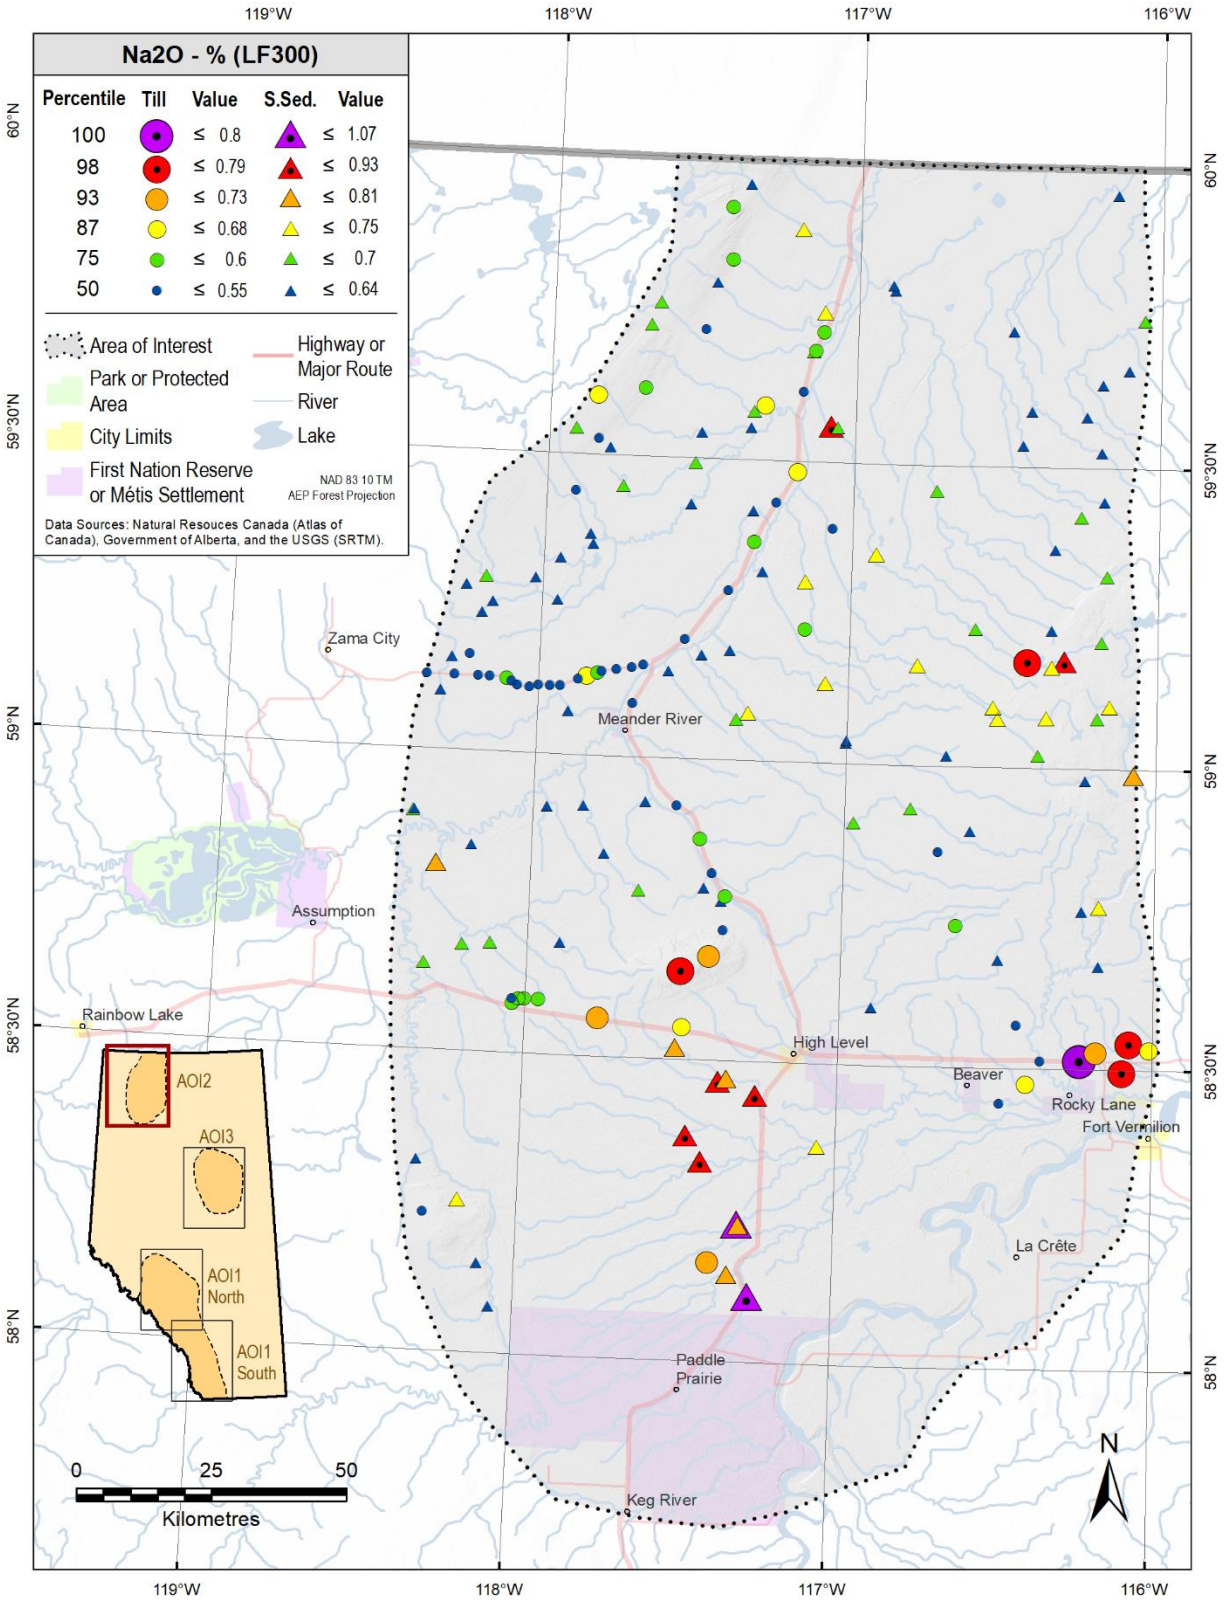 119°W 118°W 117°W 116°W
Na2O - % (LF300)
Percentile Till Value S.Sed. Value
100 ≤ 0.8 ≤ 1.07
98 ≤ 0.79 ≤ 0.93
93 ≤ 0.73 ≤ 0.81
87 ≤ 0.68 ≤ 0.75
75 ≤ 0.6 ≤ 0.7
50 ≤ 0.55 ≤ 0.64
Area of Interest
Park or Protected
Area
City Limits
First Nation Reserve
or Métis Settlement
Highway or
Major Route
River
Lake
NAD 83 10 TM
AEP Forest Projection
Data Sources: Natural Resouces Canada (Atlas of
Canada), Government of Alberta, and the USGS (SRTM).
60°N
60°N
59°30'N
59°30'N
Zama City
Meander River
59°N
59°N
Assumption
Rainbow Lake
58°30'N
High Level
58°30'N
Beaver
Rocky Lane
Fort Vermilion
La Crête
58°N
Paddle
Prairie
58°N
Keg River
AOI2
AOI3
AOI1
North
AOI1
South
0 25 50
Kilometres
N
119°W 118°W 117°W 116°W